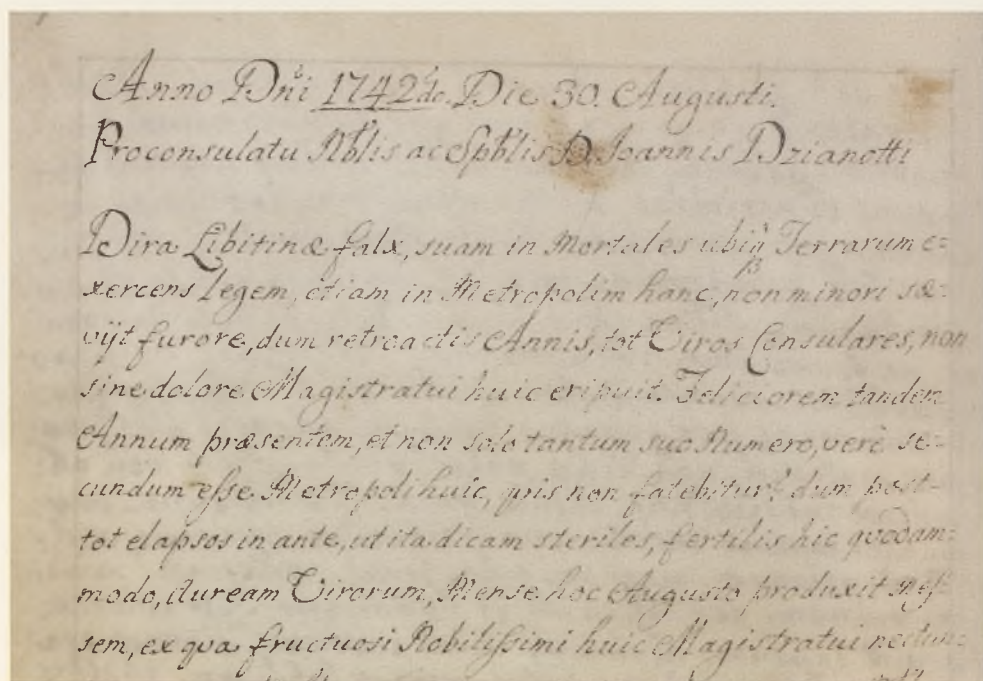 Anno Dni 1742do. Die 30. Augusti.
Proconsulatu Nblis ac Spblis D. Joannis Dzianotti
Dira Libitinæ falx, suam in Mortales ubiq Terrarum e=
xercens legem, etiam in Metropolim hanc, non minori sæ=
vijt furore, dum retroactis Annis, tot Viros Consulares, non
sine dolore Magistratui huic eripuit. Feliciorem tandem
Annum præsentem, et non solo tantum suo Numero, verè se=
cundum esse Metropoli huic, quis non fatebitur? dum post
tot elapsos in ante, ut ita dicam steriles, fertilis hic quodam=
modo, Auream Virorum, Mense hoc Augusto produxit Mes=
sem, ex qua fructuosi Nobilissimi huic Magistratui